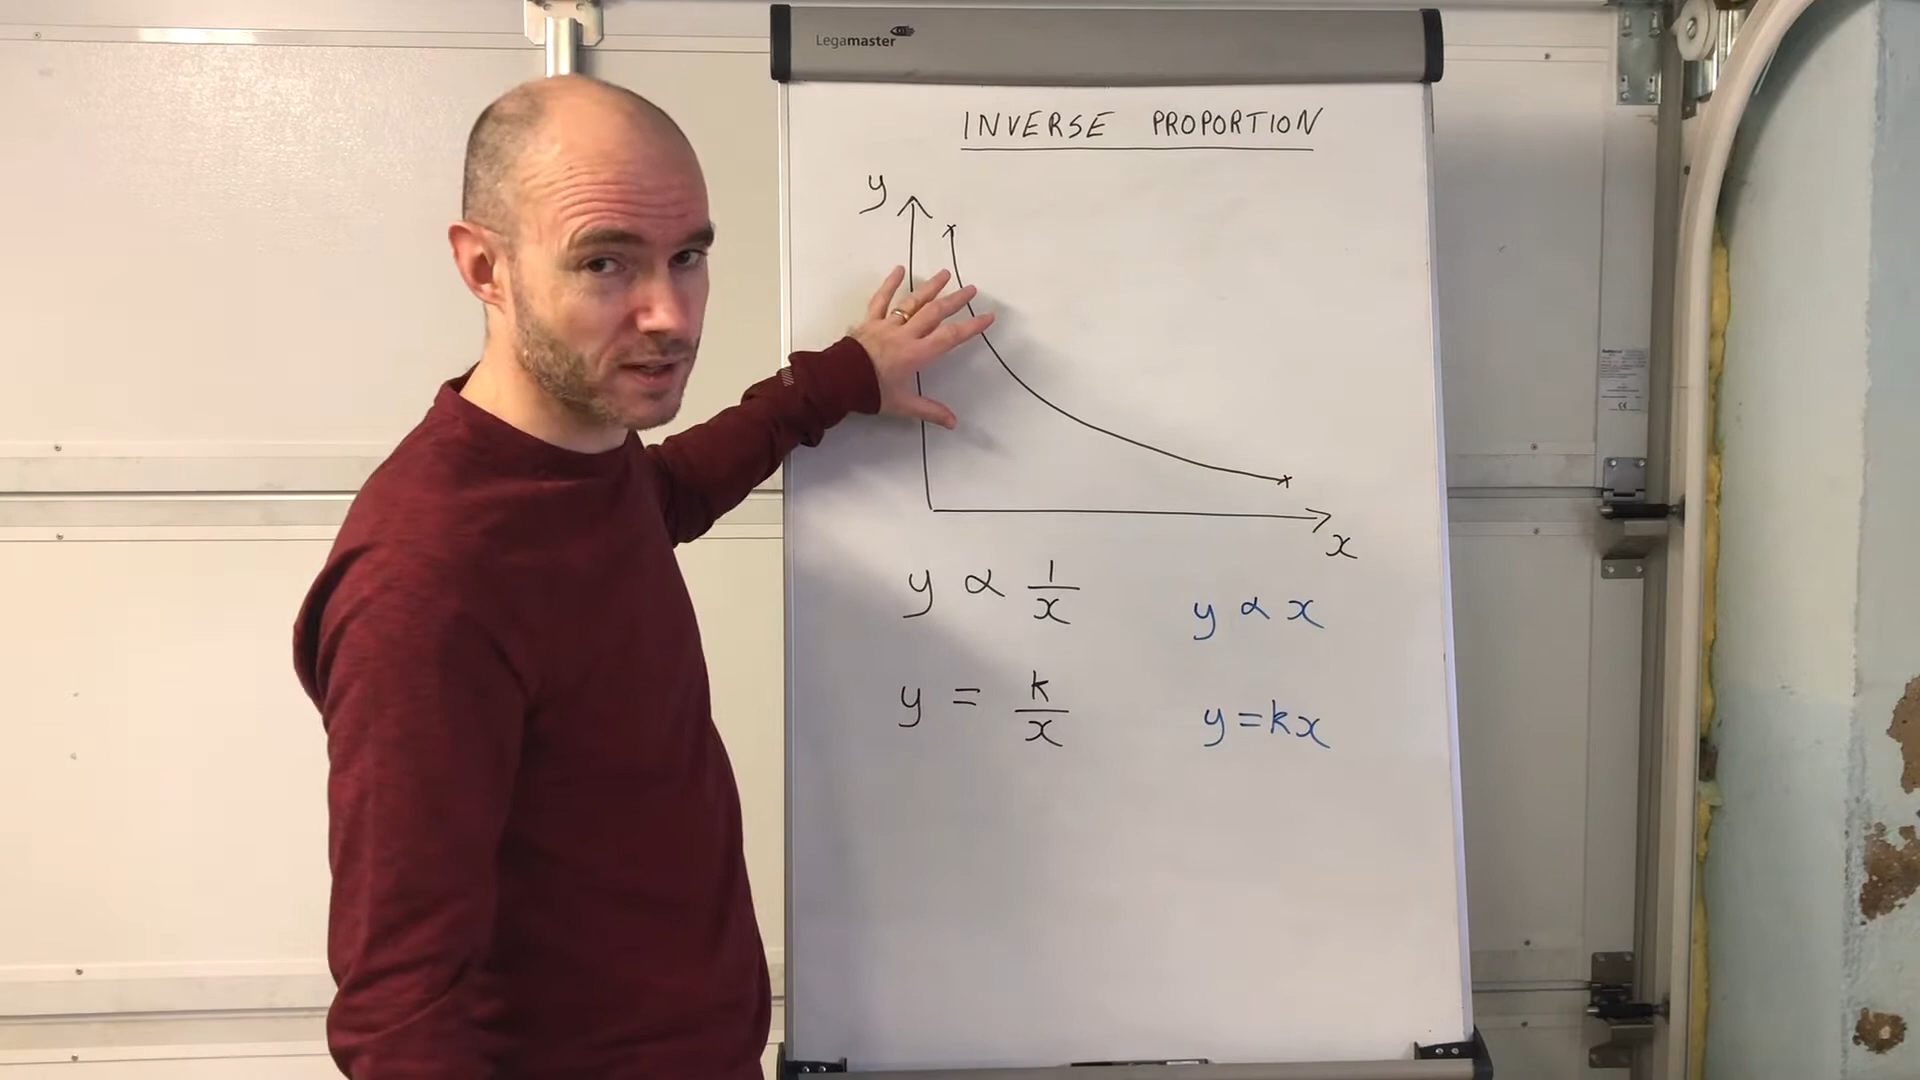 Legamaster
INVERSE PROPORTION
y
x
y ∝ 1/x
y ∝ x
y = k/x
y = kx